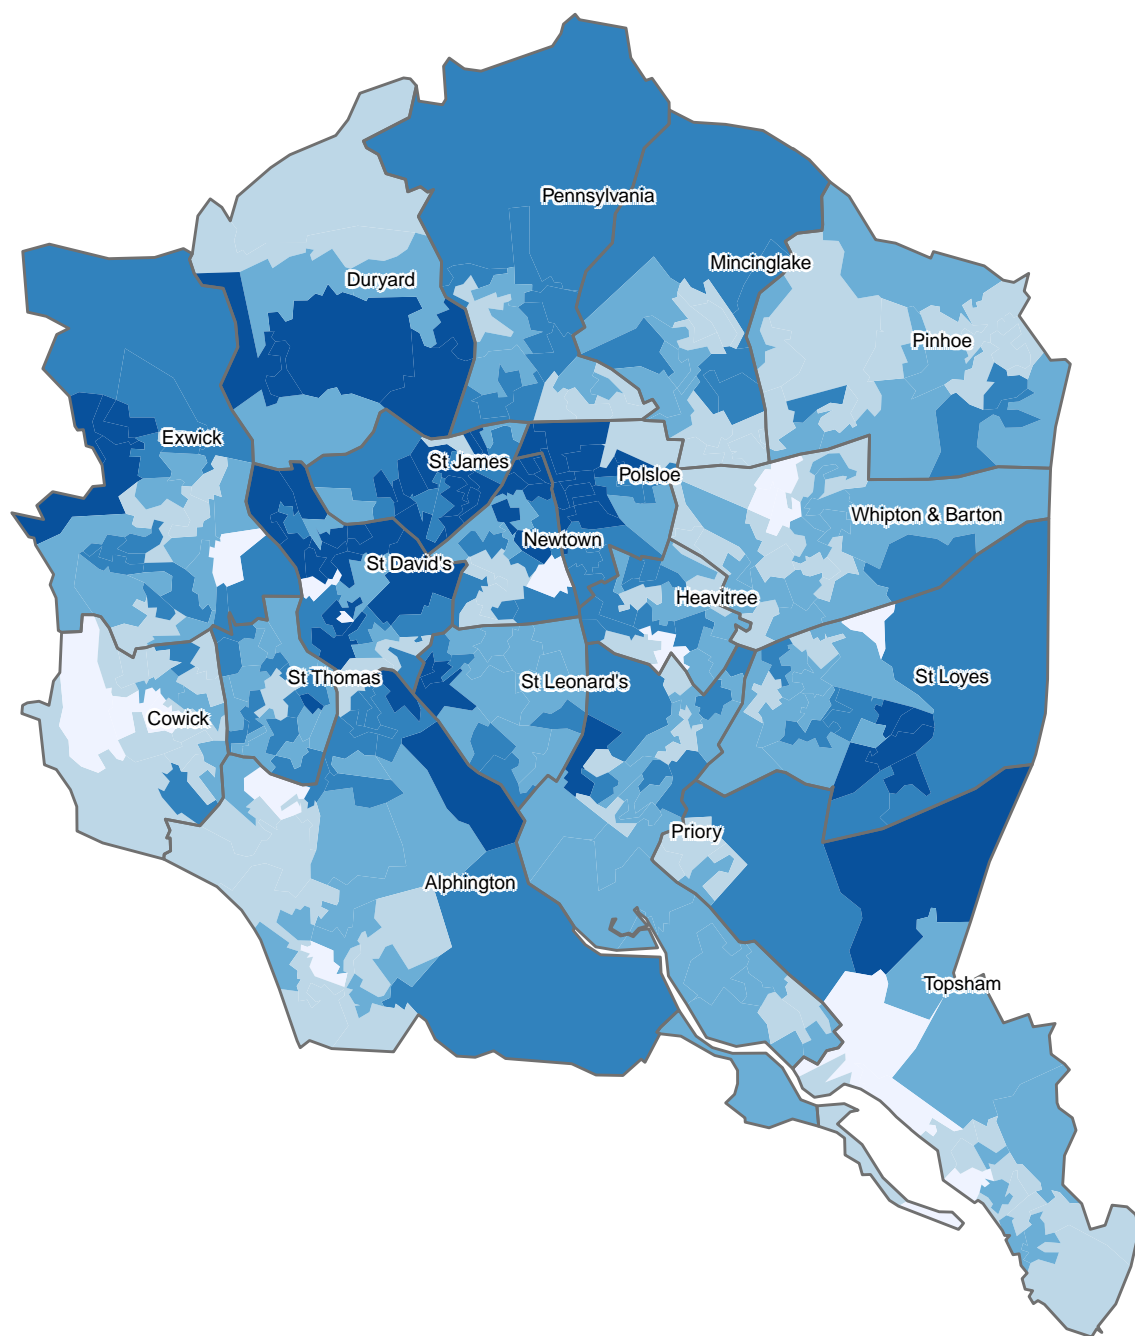 Pennsylvania
Mincinglake
Duryard
Pinhoe
Exwick
St James
Polsloe
Whipton & Barton
Newtown
St David's
Heavitree
St Thomas
St Leonard's
St Loyes
Cowick
Priory
Alphington
Topsham